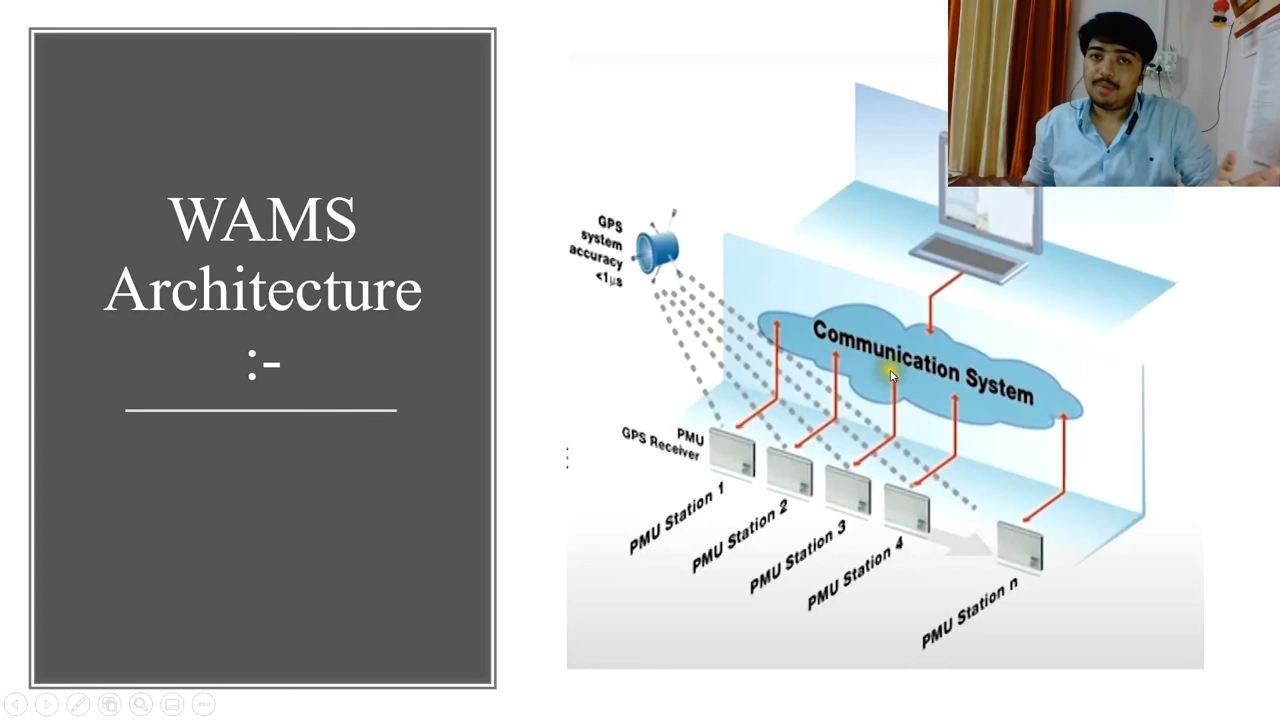 WAMS
Architecture
:-
GPS
system
accuracy
<1µs
Communication System
PMU
GPS Receiver
PMU Station 1
PMU Station 2
PMU Station 3
PMU Station 4
PMU Station n